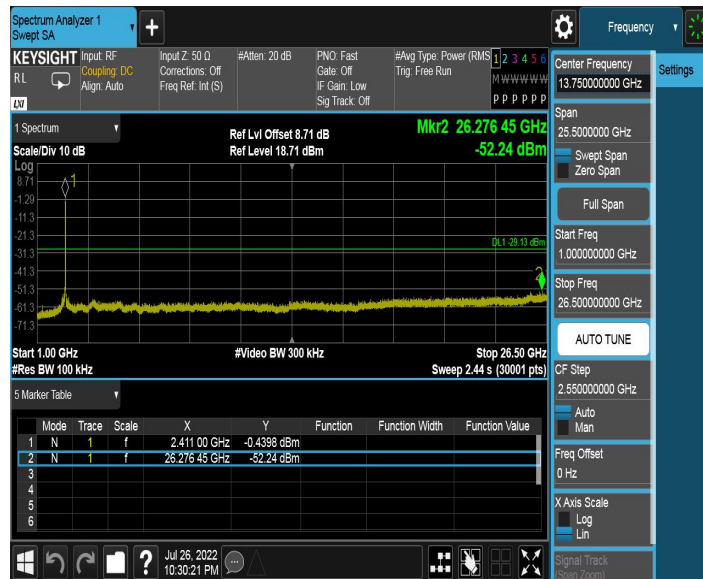 Spectrum Analyzer 1
Swept SA
+
Frequency
Settings
KEYSIGHT
RL
LXI
Input: RF
Coupling: DC
Align: Auto
Input Z: 50 Ω
Corrections: Off
Freq Ref: Int (S)
#Atten: 20 dB
PNO: Fast
Gate: Off
IF Gain: Low
Sig Track: Off
#Avg Type: Power (RMS
Trig: Free Run
1 2 3 4 5 6
M W W W W W
P P P P P P
1 Spectrum
Scale/Div 10 dB
Log
Ref Lvl Offset 8.71 dB
Ref Level 18.71 dBm
Mkr2 26.276 45 GHz
-52.24 dBm
8.71
-1.29
-11.3
-21.3
-31.3
-41.3
-51.3
-61.3
-71.3
1
DL1 -29.13 dBm
2
Start 1.00 GHz
#Res BW 100 kHz
#Video BW 300 kHz
Stop 26.50 GHz
Sweep 2.44 s (30001 pts)
5 Marker Table
Mode Trace Scale X Y Function Function Width Function Value
1 N 1 f 2.411 00 GHz -0.4398 dBm
2 N 1 f 26.276 45 GHz -52.24 dBm
3
4
5
6
?
Jul 26, 2022
10:30:21 PM
Center Frequency
13.750000000 GHz
Span
25.5000000 GHz
Swept Span
Zero Span
Full Span
Start Freq
1.00000000 GHz
Stop Freq
26.50000000 GHz
AUTO TUNE
CF Step
2.550000000 GHz
Auto
Man
Freq Offset
0 Hz
X Axis Scale
Log
Lin
Signal Track
(Span Zoom)